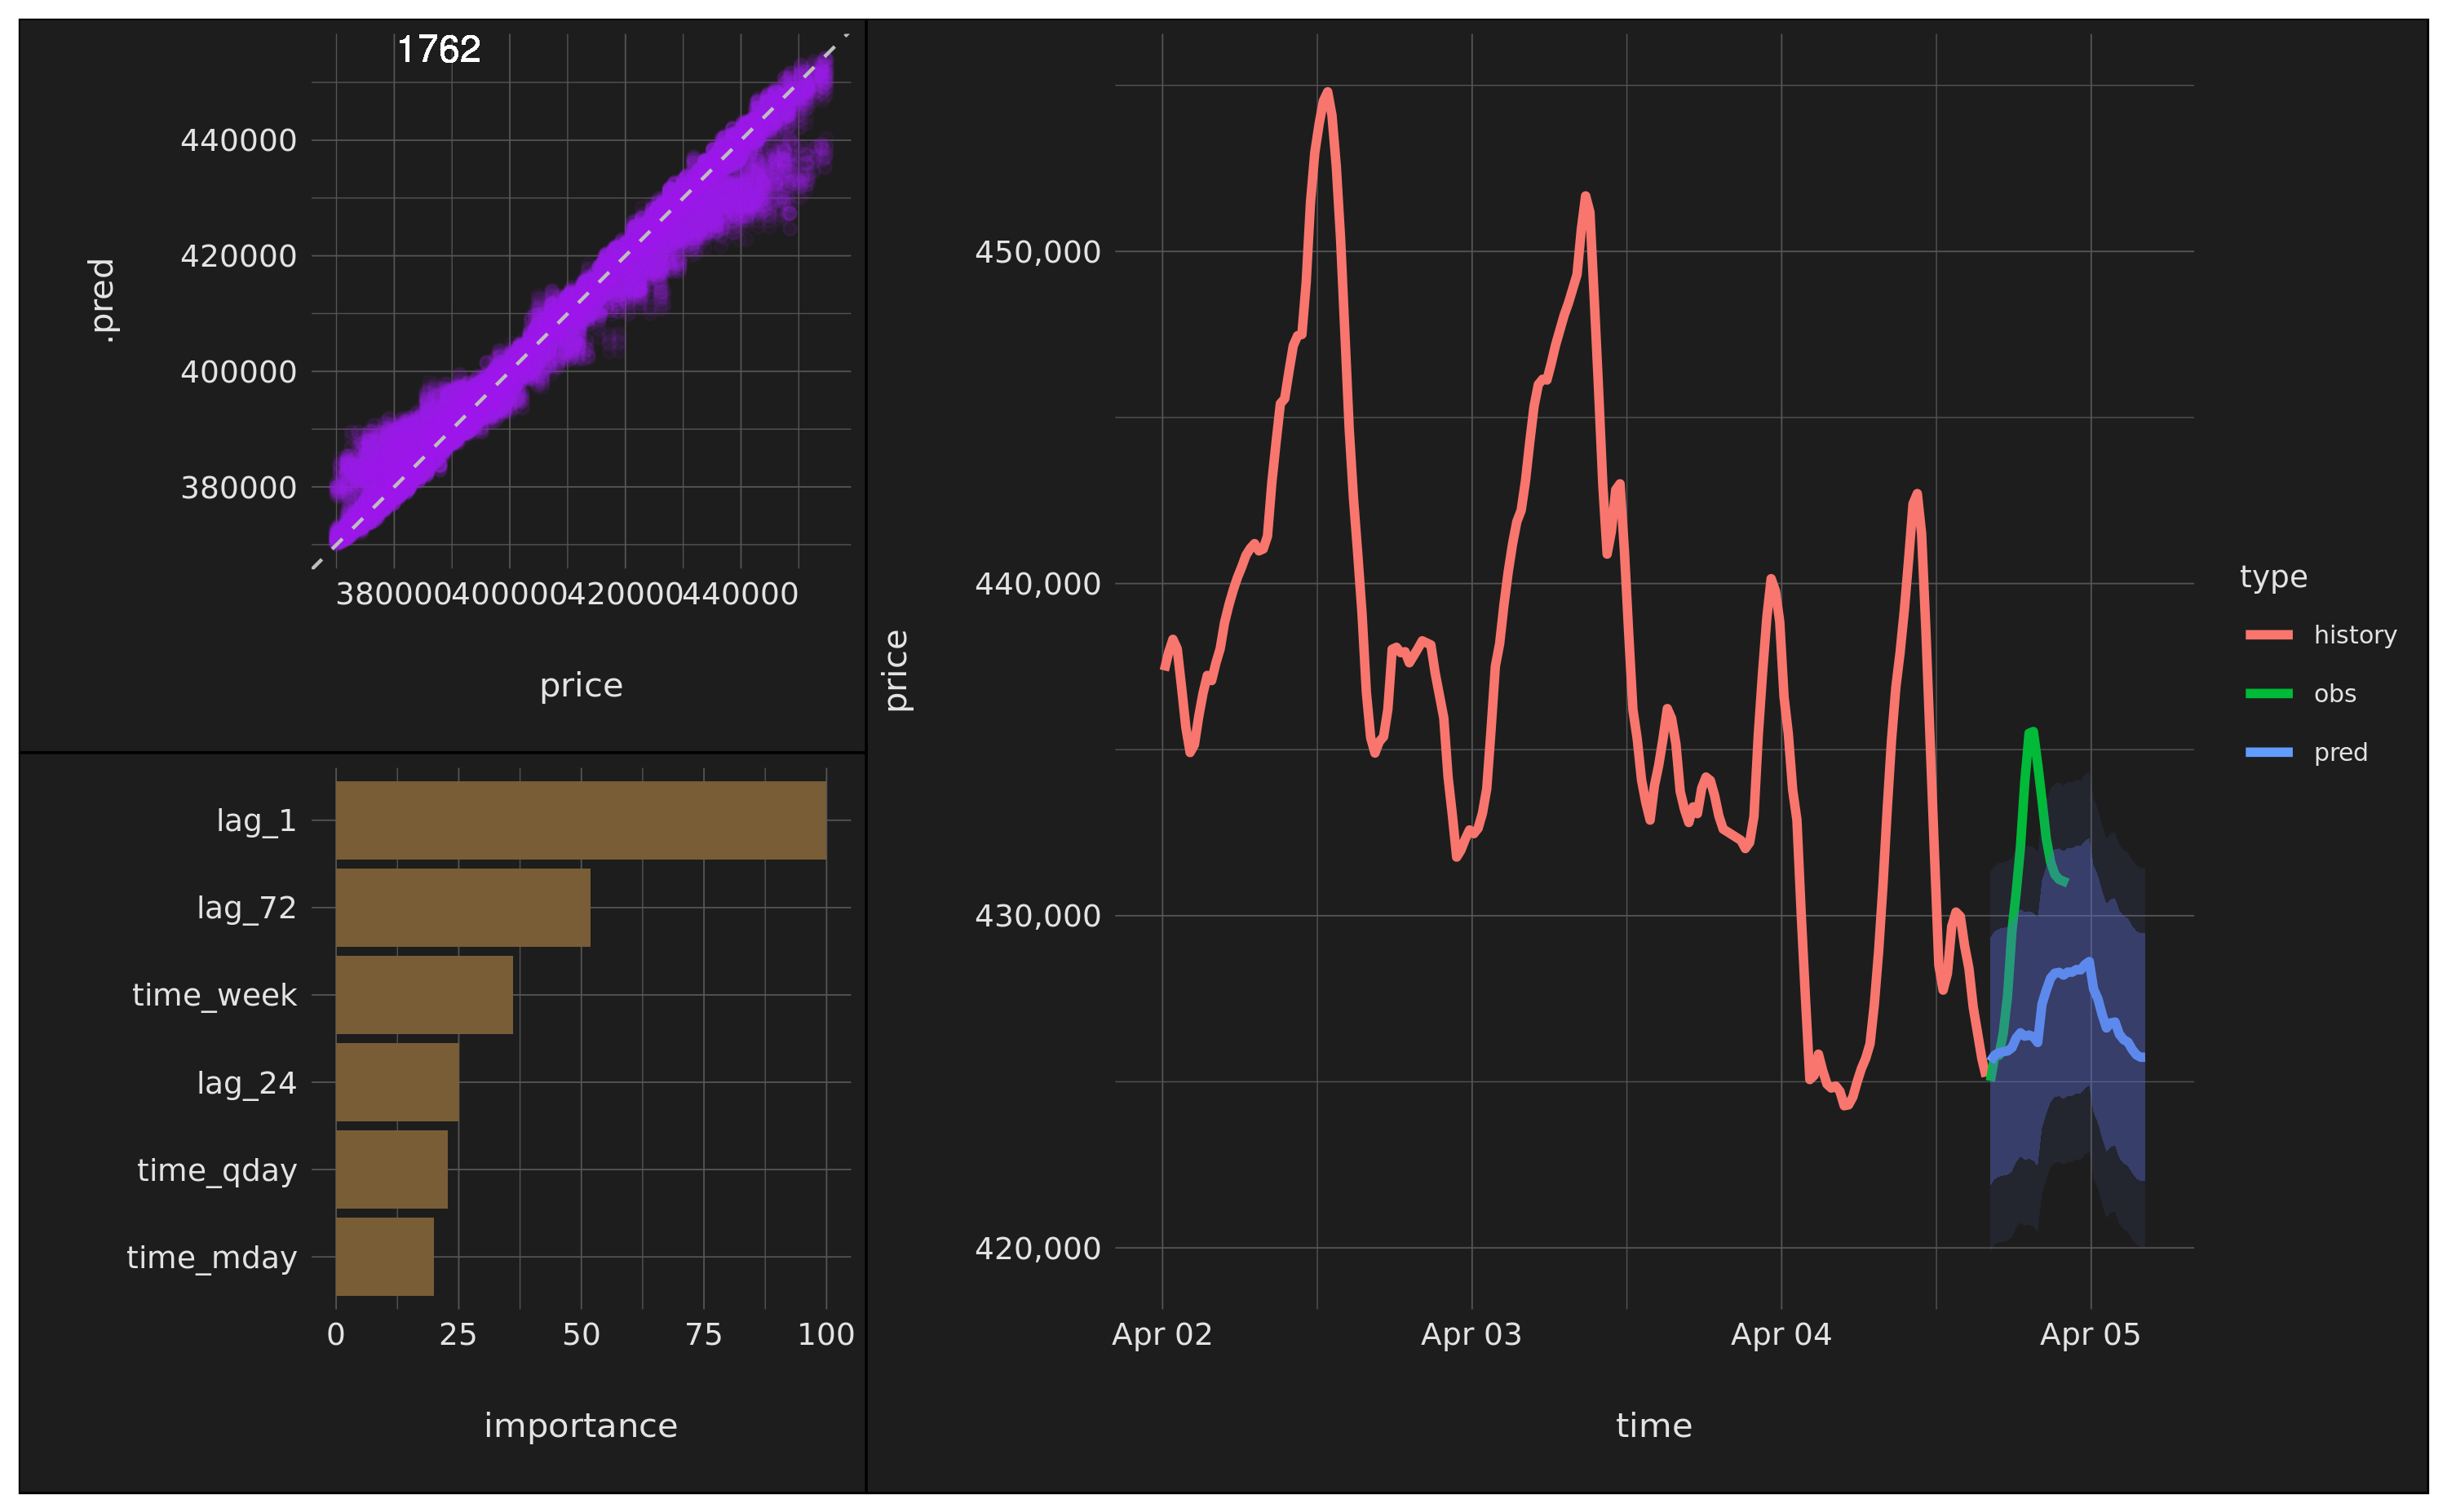 1762
440000
420000
400000
380000
.pred
380000400000420000440000
price
lag_1
lag_72
time_week
lag_24
time_qday
time_mday
0 25 50 75 100
importance
450,000
440,000
430,000
420,000
price
Apr 02 Apr 03 Apr 04 Apr 05
time
type
history
obs
pred